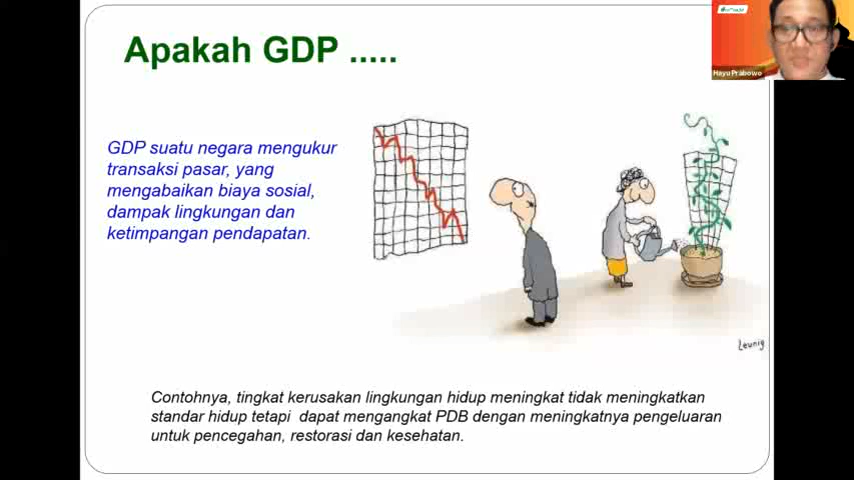 Apakah GDP .....
Hayu Prabowo
GDP suatu negara mengukur
transaksi pasar, yang
mengabaikan biaya sosial,
dampak lingkungan dan
ketimpangan pendapatan.
Leunig
Contohnya, tingkat kerusakan lingkungan hidup meningkat tidak meningkatkan
standar hidup tetapi dapat mengangkat PDB dengan meningkatnya pengeluaran
untuk pencegahan, restorasi dan kesehatan.